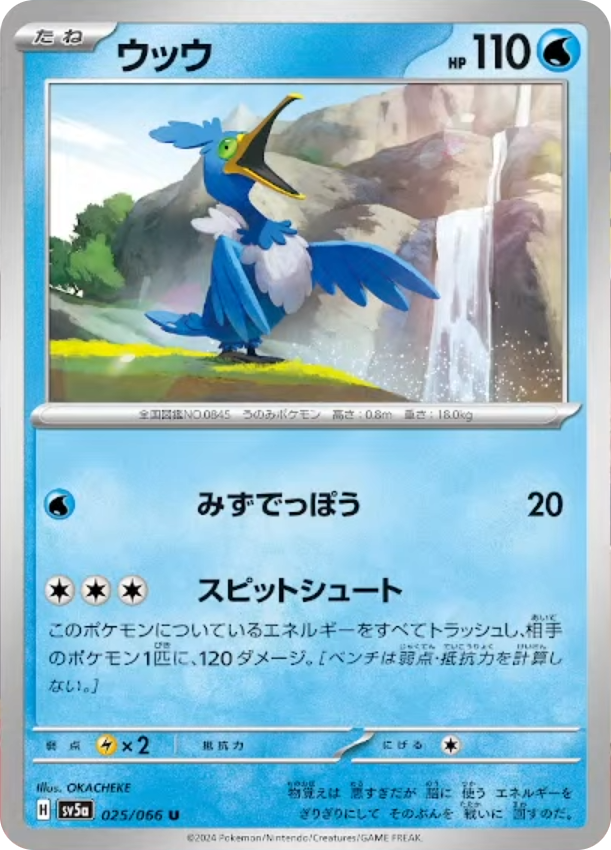 たね ウッウ HP 110
全国図鑑NO.0845 うのみポケモン 高さ:0.8m 重さ:18.0kg
みずでっぽう 20
スピットシュート
このポケモンについているエネルギーをすべてトラッシュし、相手
のポケモン1匹に、120ダメージ。[ベンチは弱点・抵抗力を計算し
ない。]
弱点 ×2 抵抗力 にげる
Illus. OKACHEKE
物覚えは 悪すぎだが 脳に 使う エネルギーを
ぎりぎりにして そのぶんを 戦いに 回すのだ。
H sv5a 025/066 U
©2024 Pokémon/Nintendo/Creatures/GAME FREAK.